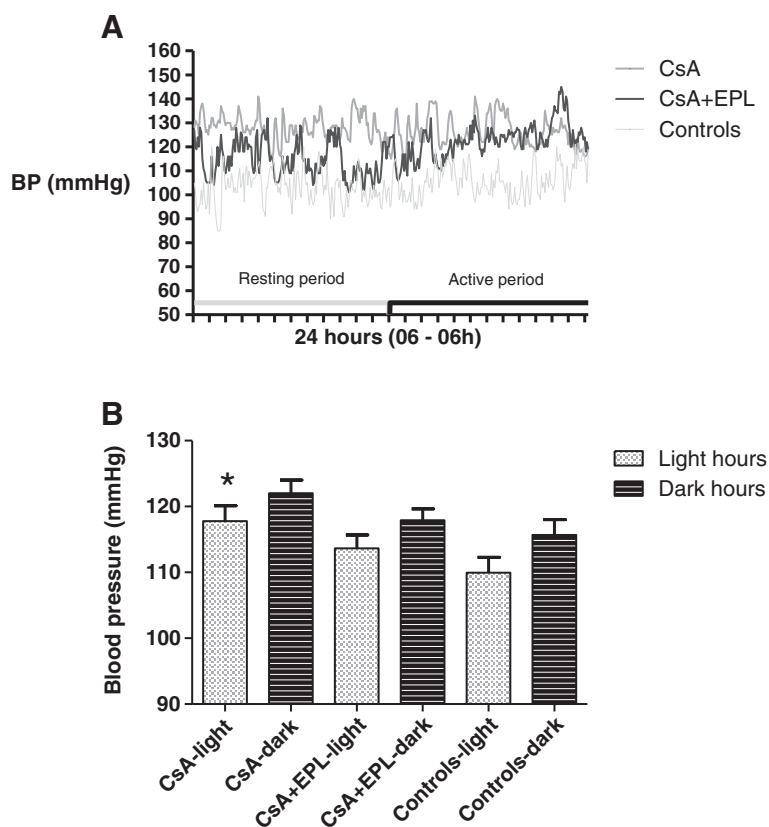 A
160
150
140
130
120
110
100
90
80
70
60
50
BP (mmHg)
CsA
CsA+EPL
Controls
Resting period
Active period
24 hours (06 - 06h)
B
Blood pressure (mmHg)
130
120
110
100
90
*
Light hours
Dark hours
CsA-light
CsA-dark
CsA+EPL-light
CsA+EPL-dark
Controls-light
Controls-dark